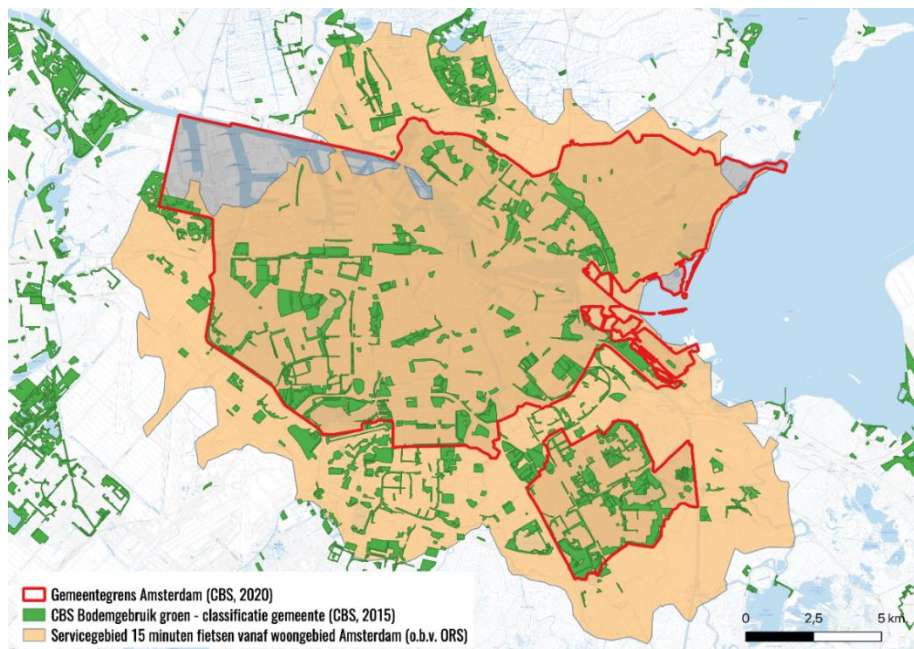 Gemeentegrens Amsterdam (CBS, 2020)
CBS Bodemgebruik groen - classificatie gemeente (CBS, 2015)
Servicegebied 15 minuten fietsen vanaf woongebied Amsterdam (o.b.v. ORS)
0 2,5 5 km